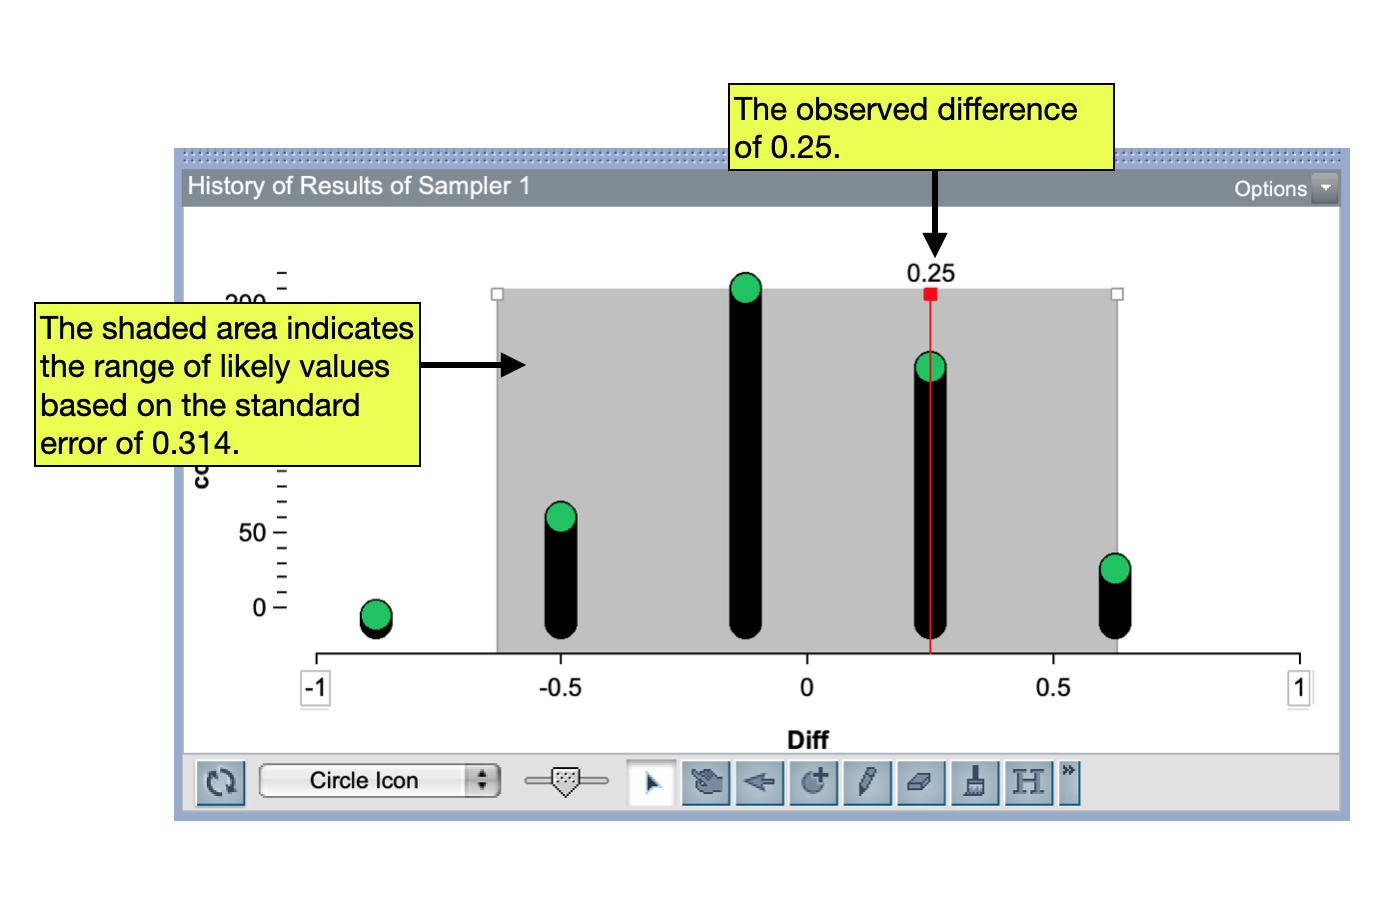 The observed difference
of 0.25.
History of Results of Sampler 1
Options
0.25
200
The shaded area indicates
the range of likely values
based on the standard
error of 0.314.
50
0
-1
-0.5
0
0.5
1
Diff
Circle Icon